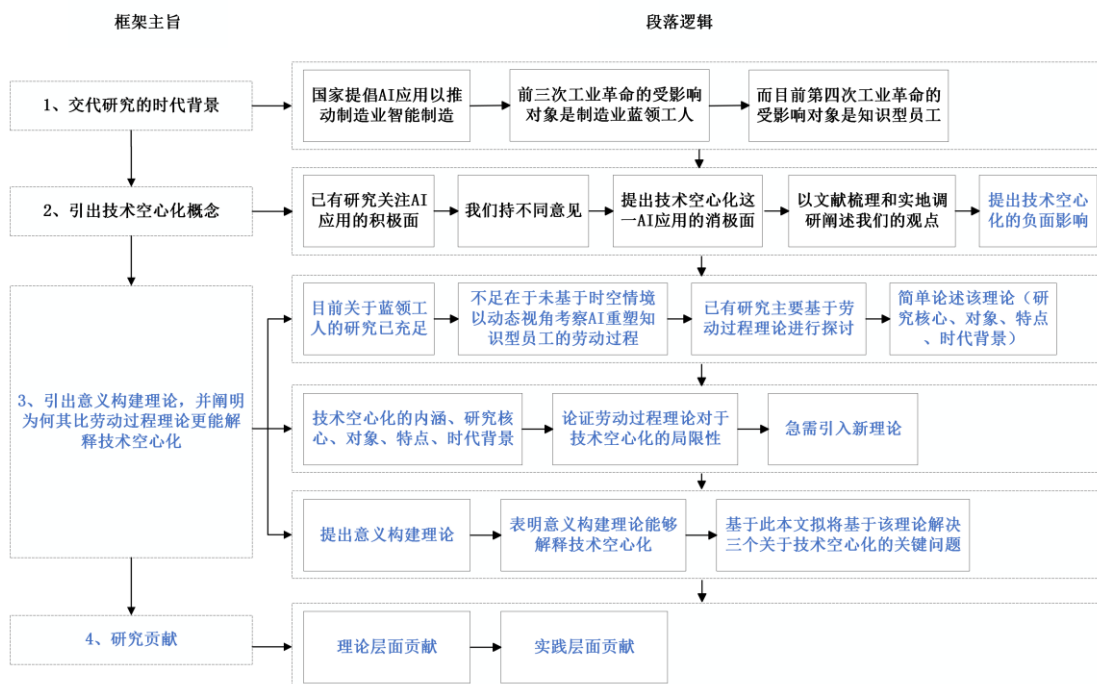 框架主旨
段落逻辑
1、交代研究的时代背景
国家提倡AI应用以推
动制造业智能制造
前三次工业革命的受影响
对象是制造业蓝领工人
而目前第四次工业革命的
受影响对象是知识型员工
2、引出技术空心化概念
已有研究关注AI
应用的积极面
我们持不同意见
提出技术空心化这
一AI应用的消极面
以文献梳理和实地调
研阐述我们的观点
提出技术空心
化的负面影响
3、引出意义构建理论，并阐明
为何其比劳动过程理论更能解
释技术空心化
目前关于蓝领工
人的研究已充足
不足在于未基于时空情境
以动态视角考察AI重塑知
识型员工的劳动过程
已有研究主要基于劳
动过程理论进行探讨
简单论述该理论（研
究核心、对象、特点
、时代背景）
技术空心化的内涵、研究核
心、对象、特点、时代背景
论证劳动过程理论对于
技术空心化的局限性
急需引入新理论
提出意义构建理论
表明意义构建理论能够
解释技术空心化
基于此本文拟将基于该理论解决
三个关于技术空心化的关键问题
4、研究贡献
理论层面贡献
实践层面贡献